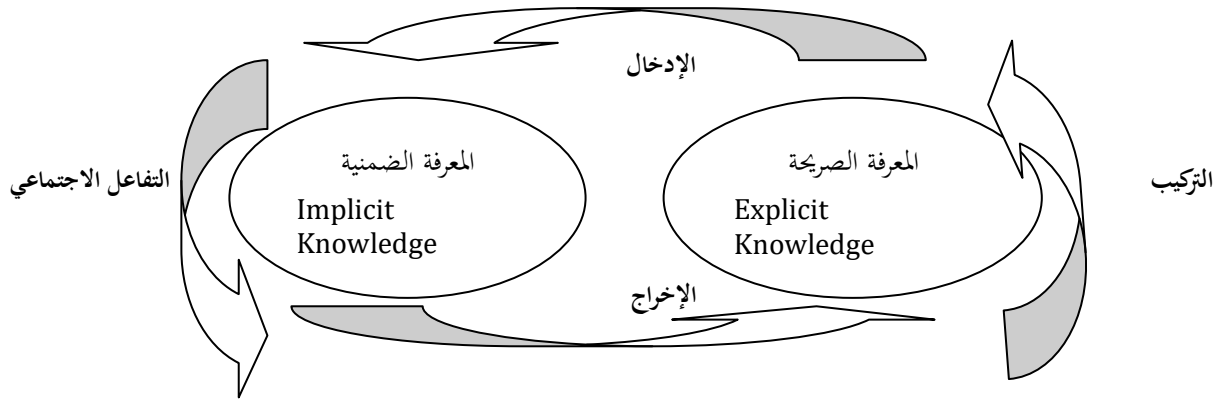 الإدخال
المعرفة الصريحة
Explicit
Knowledge
المعرفة الضمنية
Implicit
Knowledge
التركيب
التفاعل الاجتماعي
الإخراج